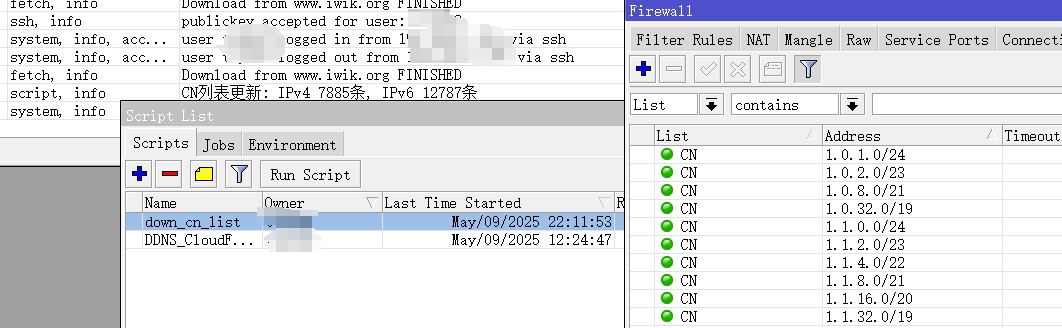 fetch, info Download from www.iwik.org FINISHED
ssh, info publickey accepted for user:
system, info, acc... user logged in from via ssh
system, info, acc... user logged out from via ssh
fetch, info Download from www.iwik.org FINISHED
script, info CN列表更新: IPv4 7885条, IPv6 12787条
system, info
Script List
Scripts Jobs Environment
Run Script
Name Owner Last Time Started R
down_cn_list May/09/2025 22:11:53
DDNS_CloudF... May/09/2025 12:24:47
Firewall
Filter Rules NAT Mangle Raw Service Ports Connecti
List contains
List Address Timeout
CN 1.0.1.0/24
CN 1.0.2.0/23
CN 1.0.8.0/21
CN 1.0.32.0/19
CN 1.1.0.0/24
CN 1.1.2.0/23
CN 1.1.4.0/22
CN 1.1.8.0/21
CN 1.1.16.0/20
CN 1.1.32.0/19